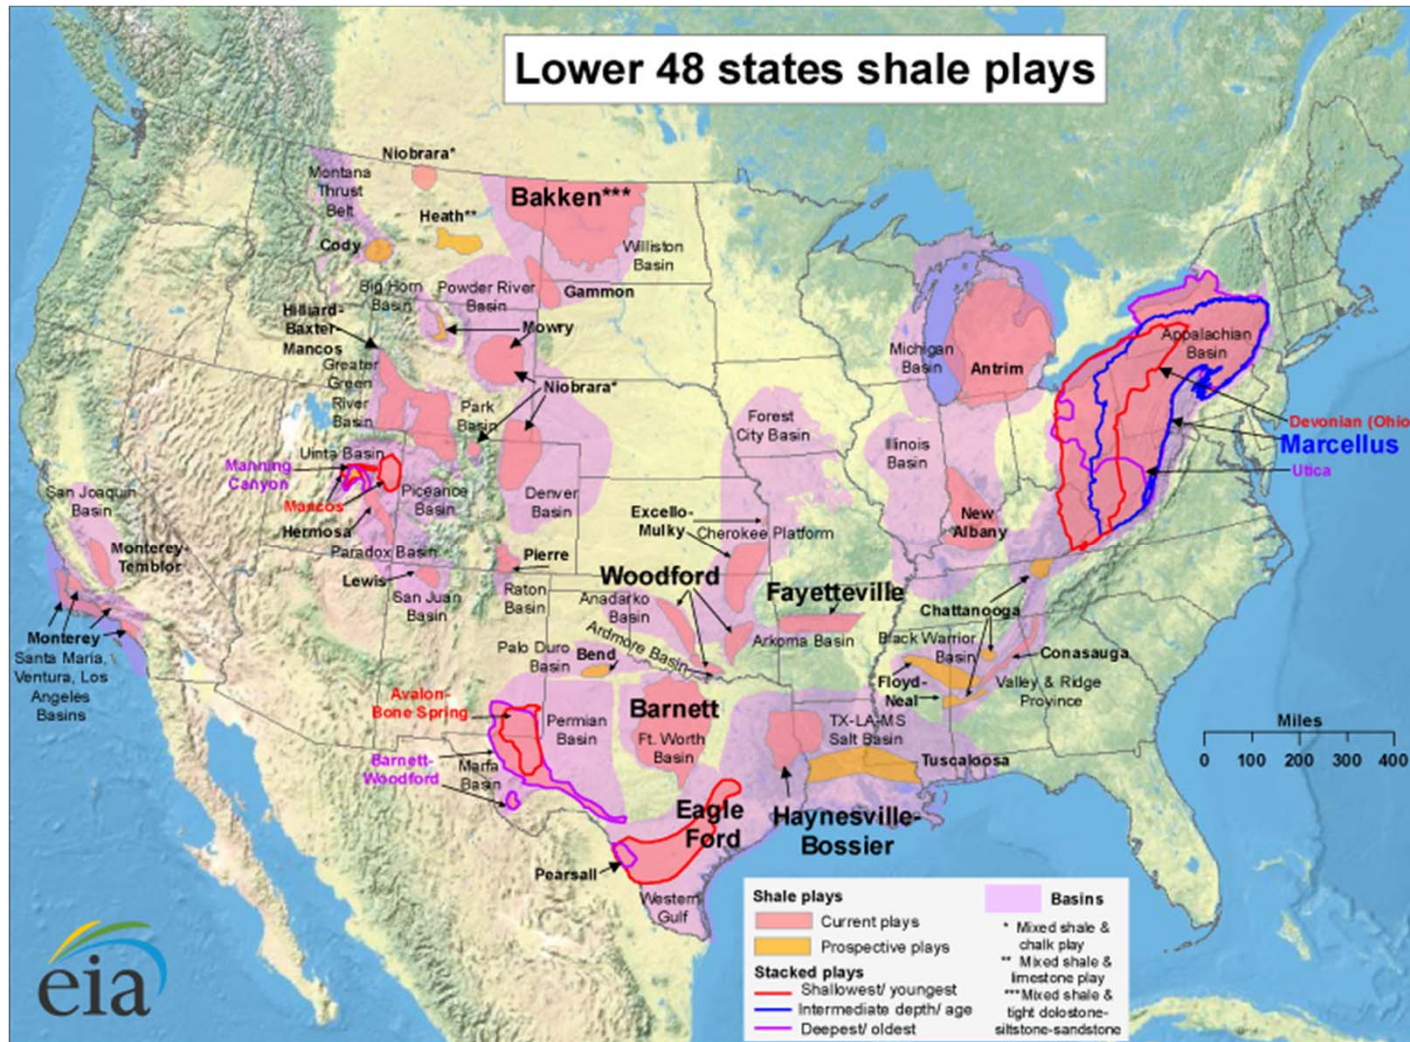 Lower 48 states shale plays
Niobrara*
Montana
Thrust
Belt
Bakken***
Heath**
Cody
Williston
Basin
Big Horn
Basin
Powder River
Basin
Gammon
Hilliard-
Baxter-
Mancos
Mowry
Greater
Green
River
Basin
Park
Basin
Niobrara*
Michigan
Basin
Antrim
Appalachian
Basin
Devonian (Ohio
Marcellus
Utica
Forest
City Basin
Illinois
Basin
Uinta Basin
Manning
Canyon
Mancos
Piceance
Basin
Denver
Basin
San Joaquin
Basin
Hermosa
Excello-
Mulky
Cherokee Platform
New
Albany
Monterey-
Temblor
Paradox Basin
Pierre
Lewis
San Juan
Basin
Raton
Basin
Woodford
Anadarko
Basin
Fayetteville
Chattanooga
Monterey
Santa Maria,
Ventura, Los
Angeles
Basins
Ardmore Basin
Arkoma Basin
Black Warrior
Basin
Conasauga
Palo Duro
Basin
Bend
Floyd-
Neal
Valley & Ridge
Province
Avalon-
Bone Spring
Permian
Basin
Barnett
Ft. Worth
Basin
TX-LA-MS
Salt Basin
Tuscaloosa
Barnett-
Woodford
Marfa
Basin
Eagle
Ford
Haynesville-
Bossier
Pearsall
Western
Gulf
Miles
0 100 200 300 400
Shale plays
Current plays
Prospective plays
Stacked plays
Shallowest/ youngest
Intermediate depth/ age
Deepest/ oldest
Basins
* Mixed shale &
chalk play
** Mixed shale &
limestone play
***Mixed shale &
tight dolostone-
siltstone-sandstone
eia